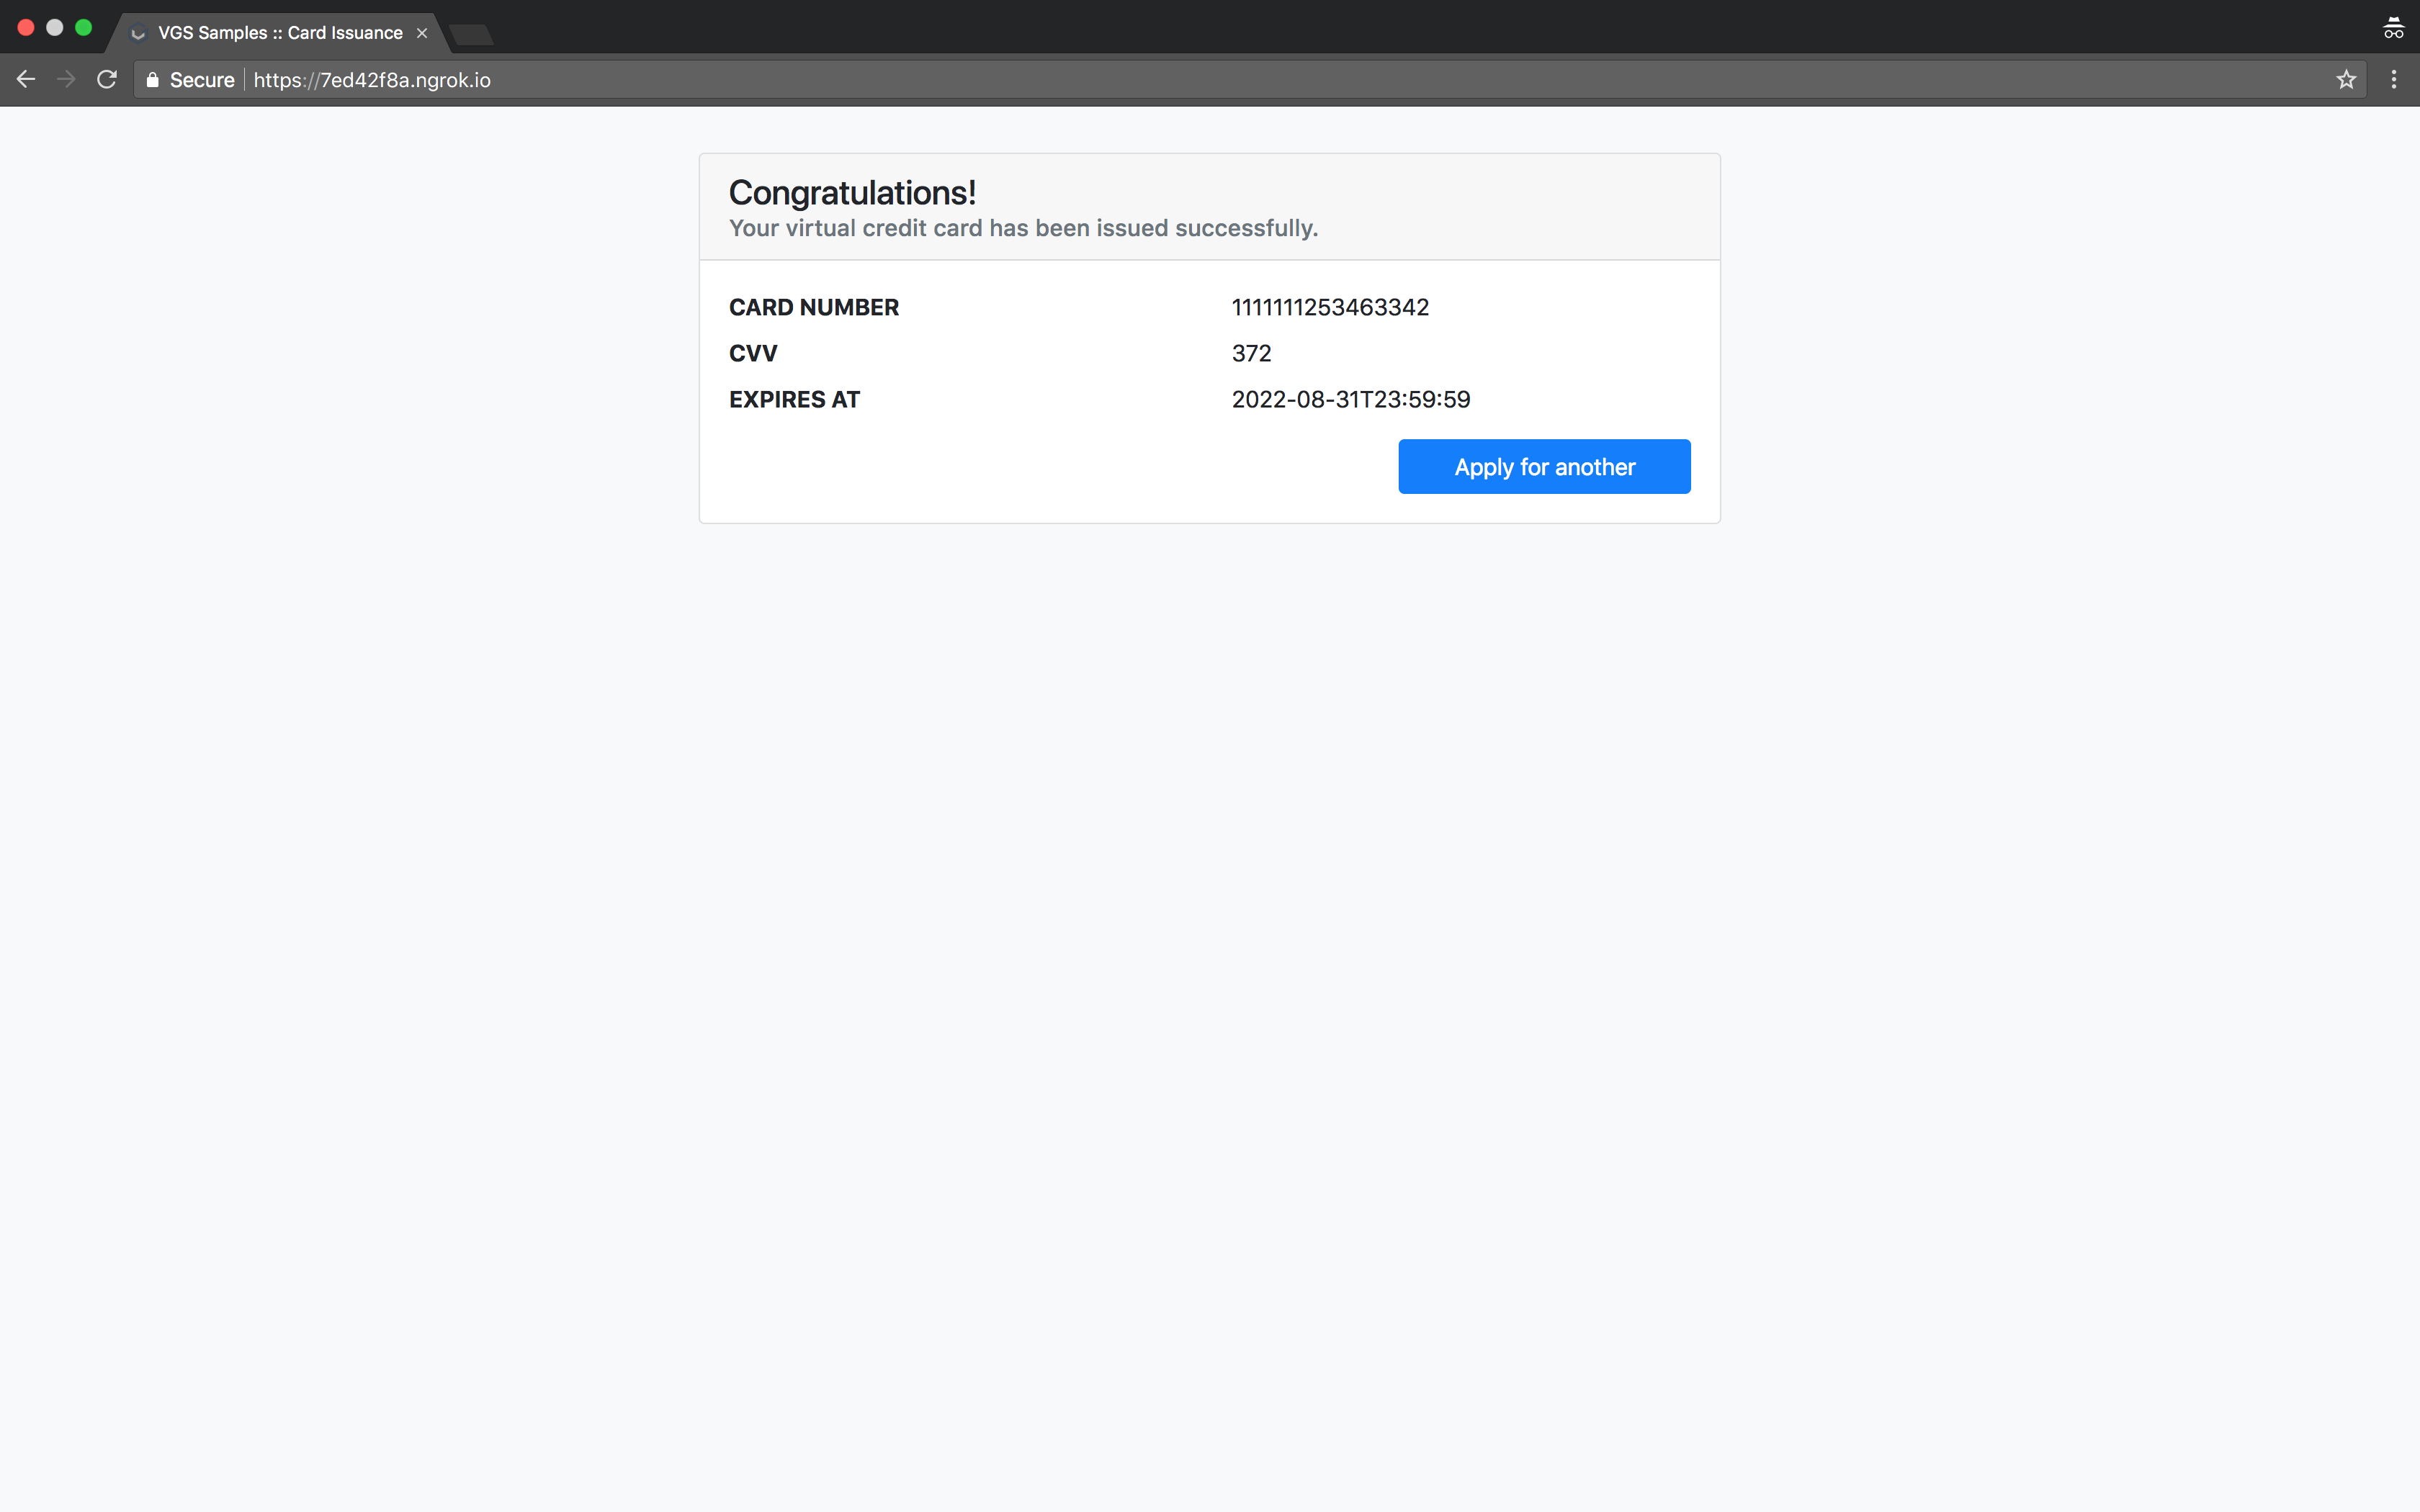 VGS Samples :: Card Issuance
Secure https://7ed42f8a.ngrok.io
Congratulations!
Your virtual credit card has been issued successfully.
CARD NUMBER 1111111253463342
CVV 372
EXPIRES AT 2022-08-31T23:59:59
Apply for another